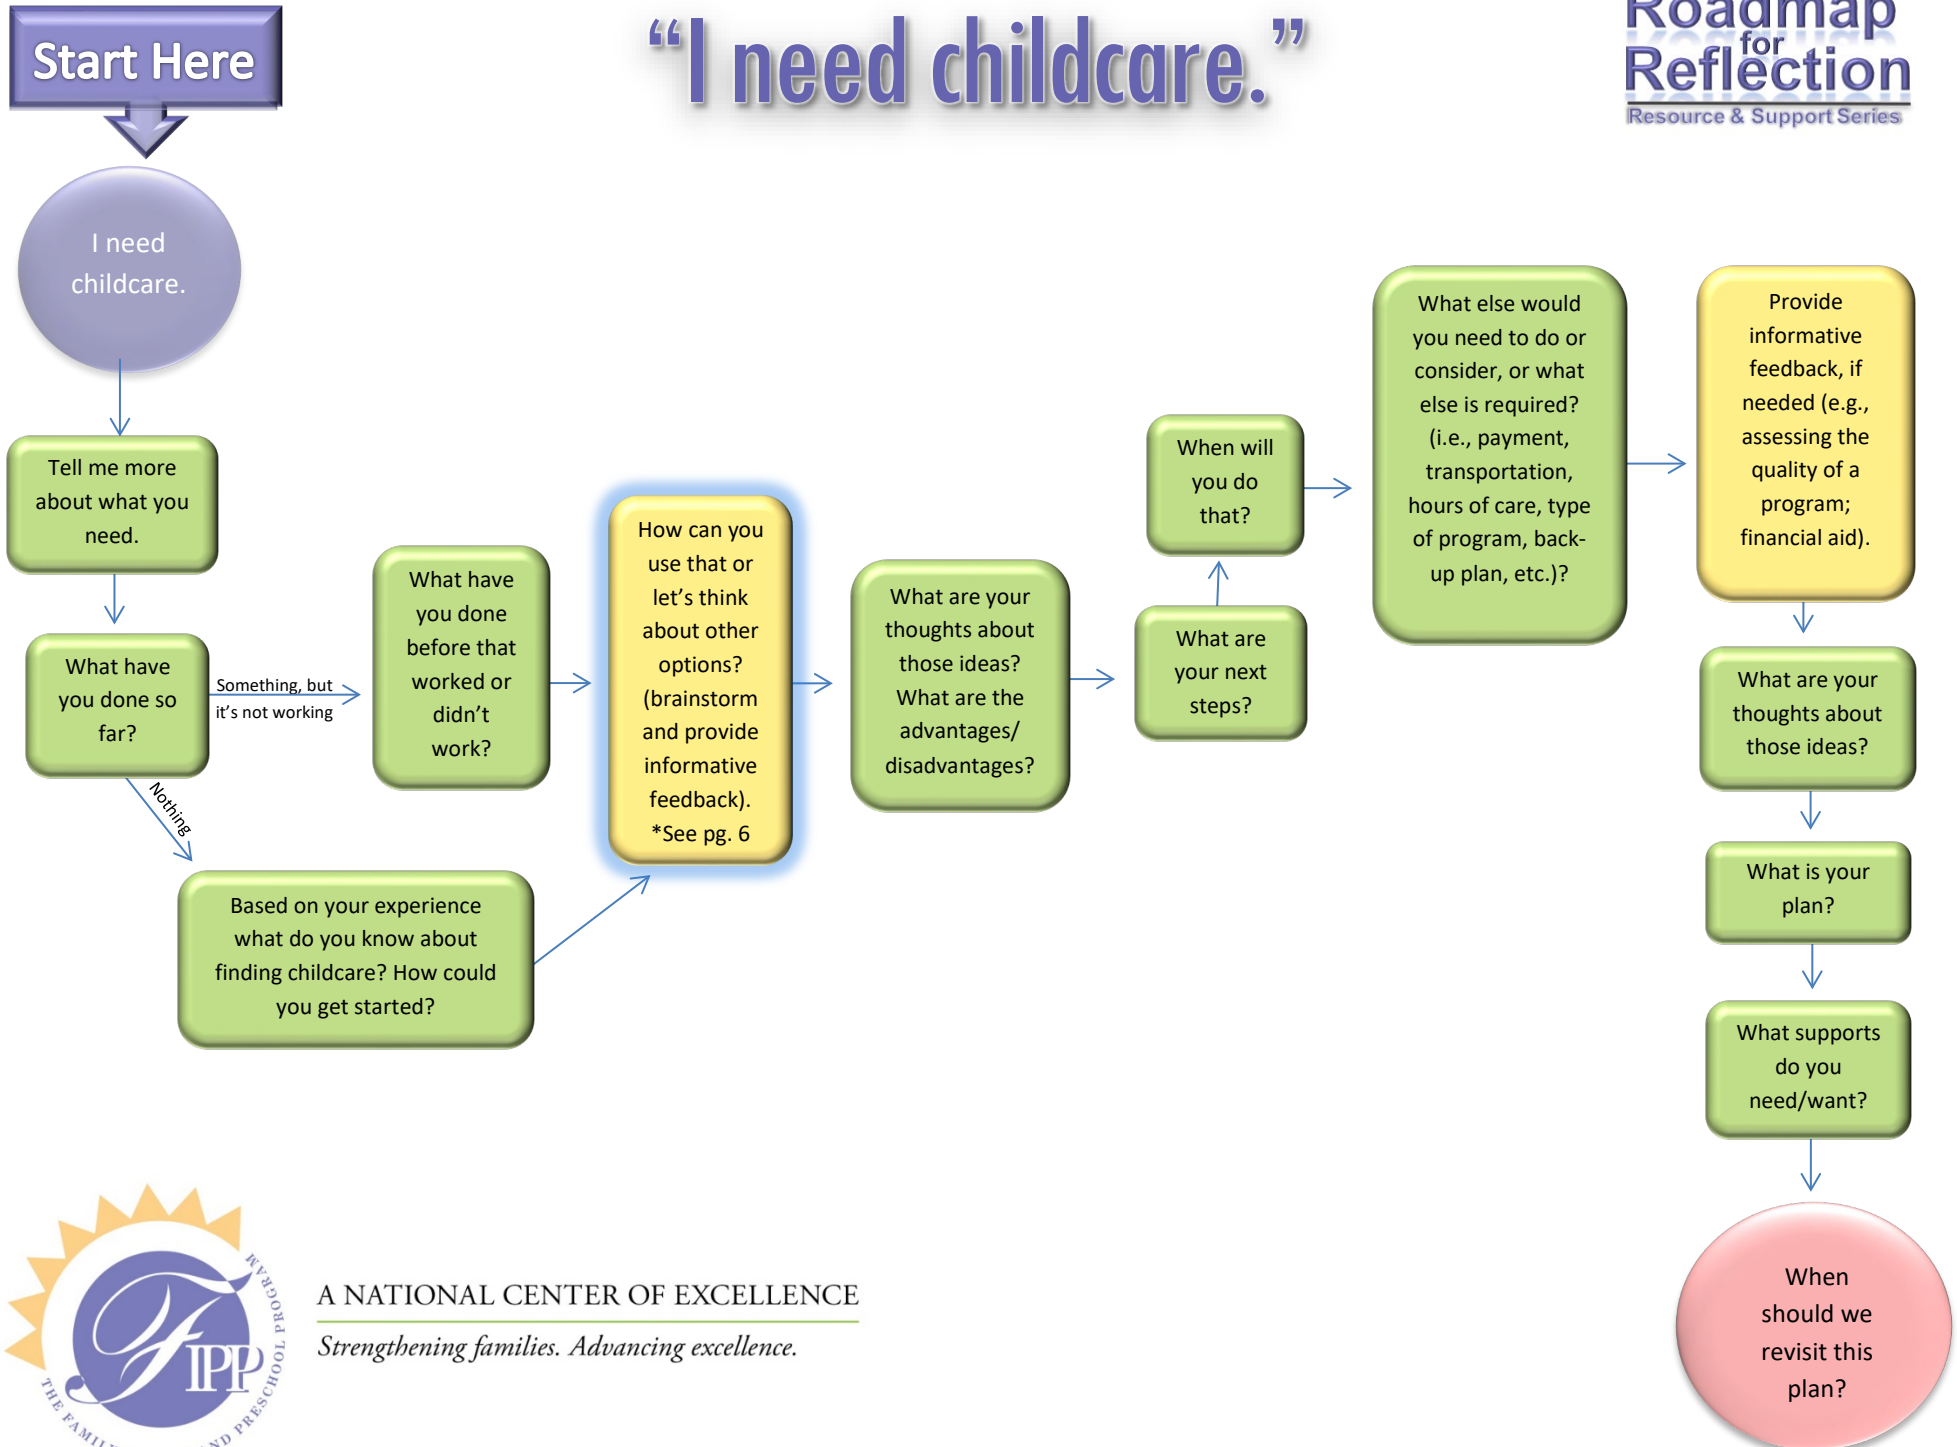 Start Here
“I need childcare.”
Roadmap
for
Reflection
Resource & Support Series
I need
childcare.
Tell me more
about what you
need.
What have
you done so
far?
Something, but
it’s not working
Nothing
What have
you done
before that
worked or
didn’t
work?
Based on your experience
what do you know about
finding childcare? How could
you get started?
How can you
use that or
let’s think
about other
options?
(brainstorm
and provide
informative
feedback).
*See pg. 6
What are your
thoughts about
those ideas?
What are the
advantages/
disadvantages?
What are
your next
steps?
When will
you do
that?
What else would
you need to do or
consider, or what
else is required?
(i.e., payment,
transportation,
hours of care, type
of program, back-
up plan, etc.)?
Provide
informative
feedback, if
needed (e.g.,
assessing the
quality of a
program;
financial aid).
What are your
thoughts about
those ideas?
What is your
plan?
What supports
do you
need/want?
When
should we
revisit this
plan?
FIPP
THE
AND PRESCHOOL PROGRAM
A NATIONAL CENTER OF EXCELLENCE
Strengthening families. Advancing excellence.